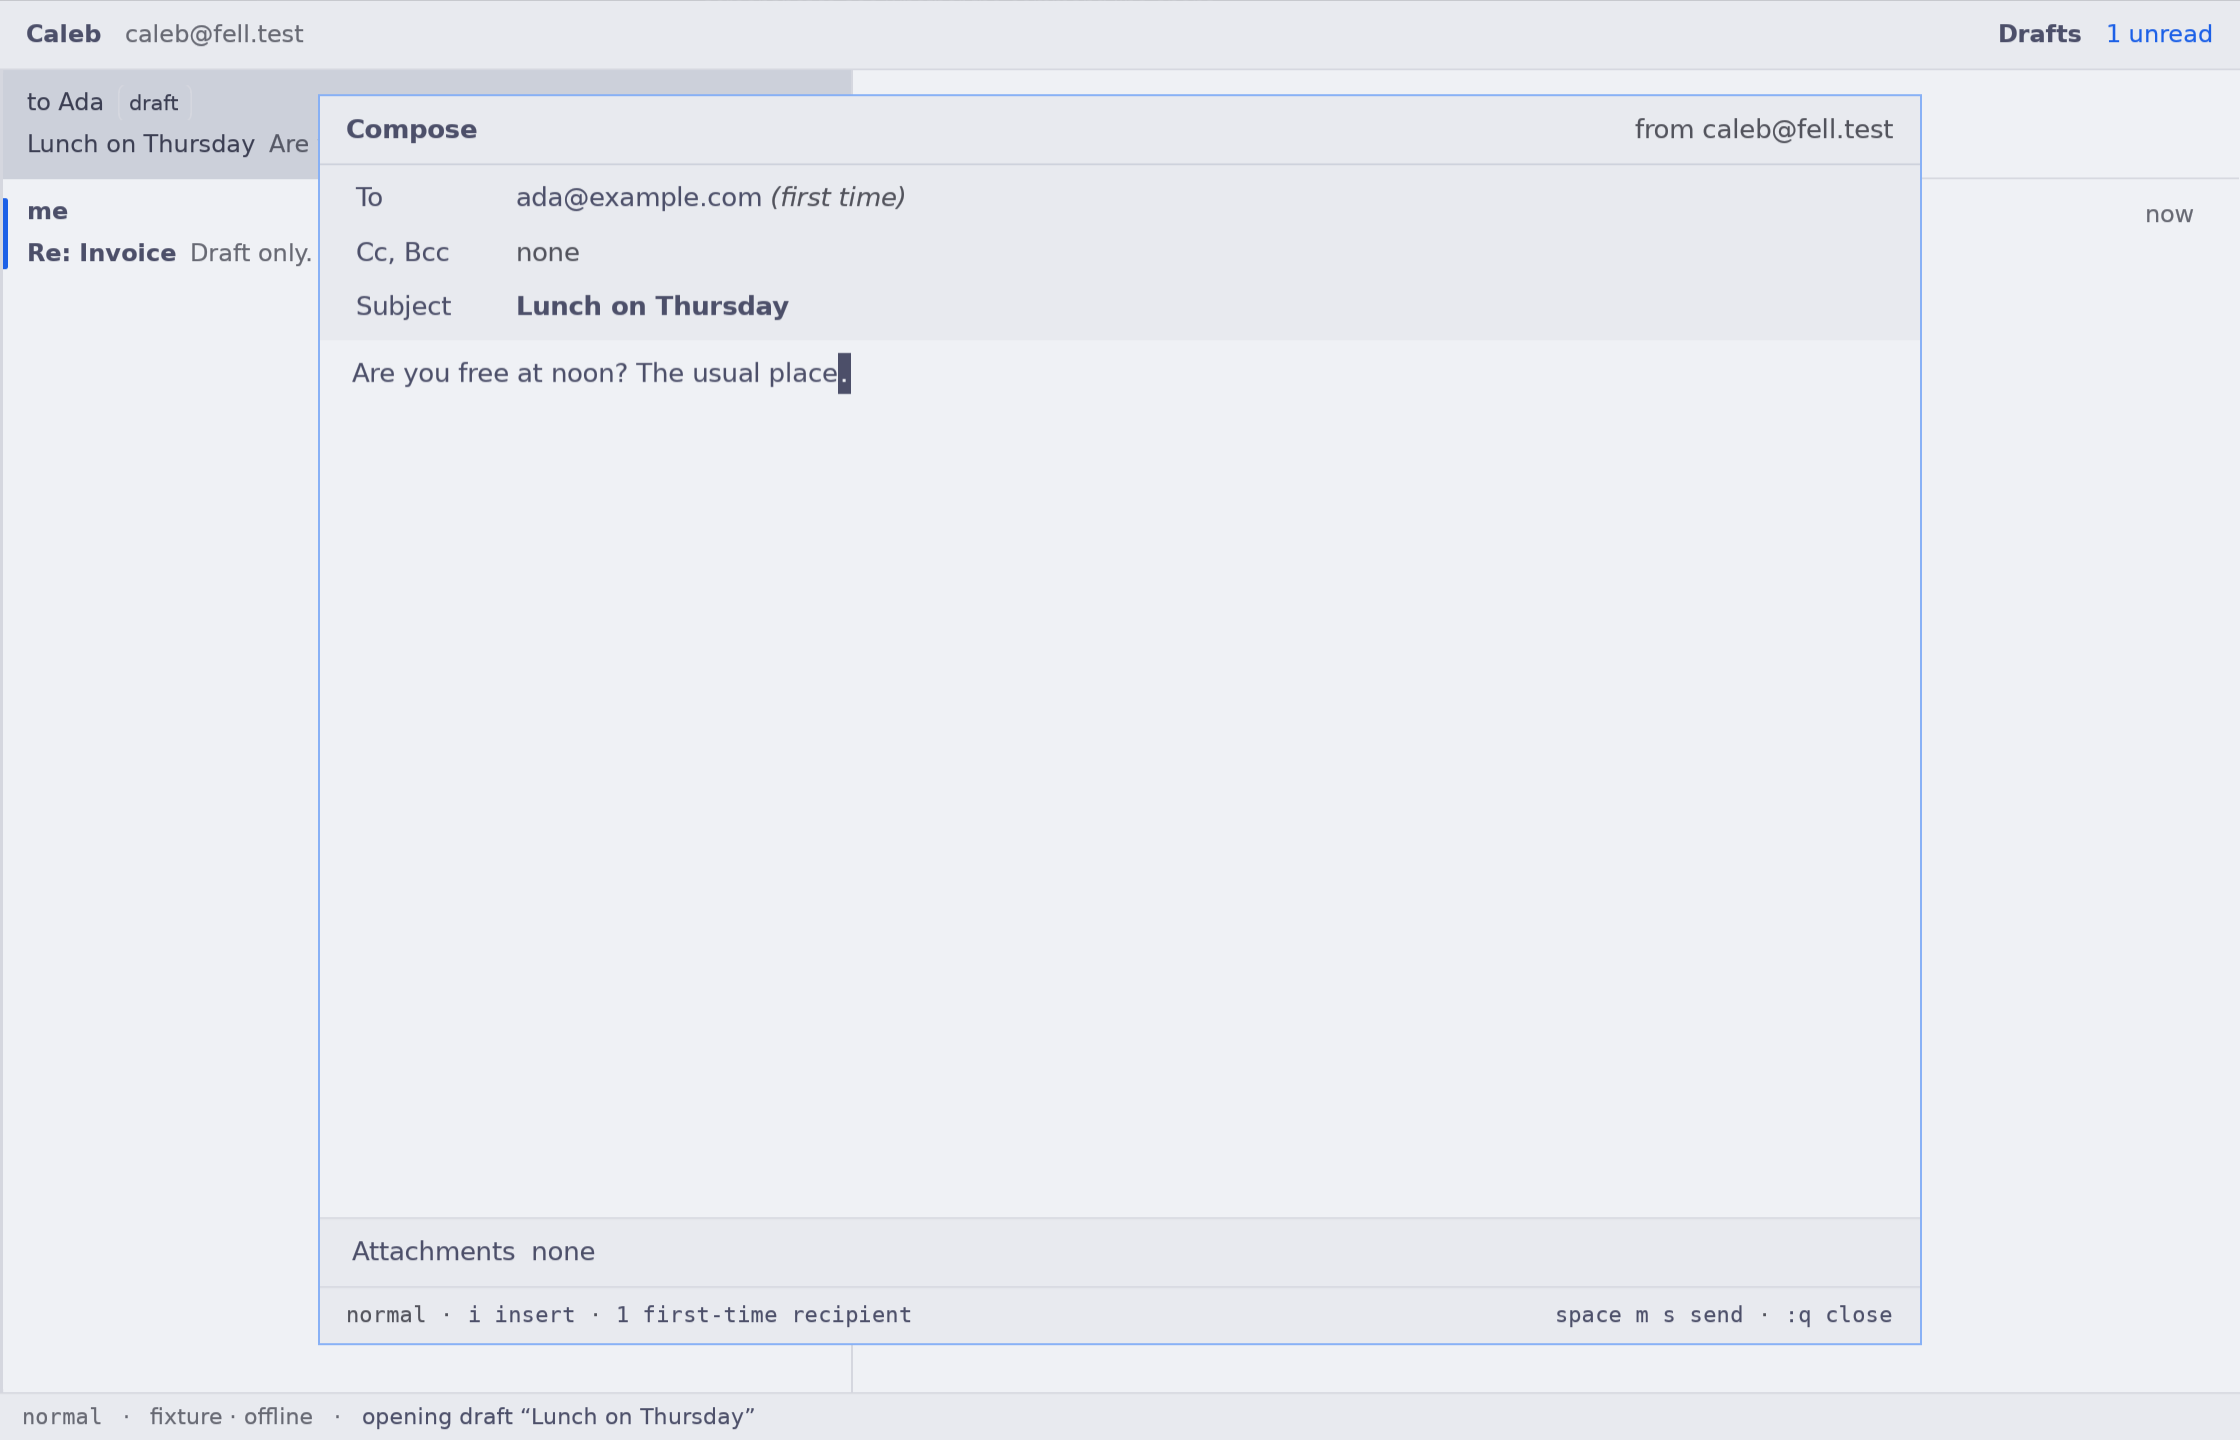 Caleb caleb@fell.test Drafts 1 unread
to Ada draft
Lunch on Thursday Are
me
Re: Invoice Draft only.
now
Compose from caleb@fell.test
To ada@example.com (first time)
Cc, Bcc none
Subject Lunch on Thursday
Are you free at noon? The usual place.
Attachments none
normal · i insert · 1 first-time recipient space m s send · :q close
normal · fixture · offline · opening draft “Lunch on Thursday”